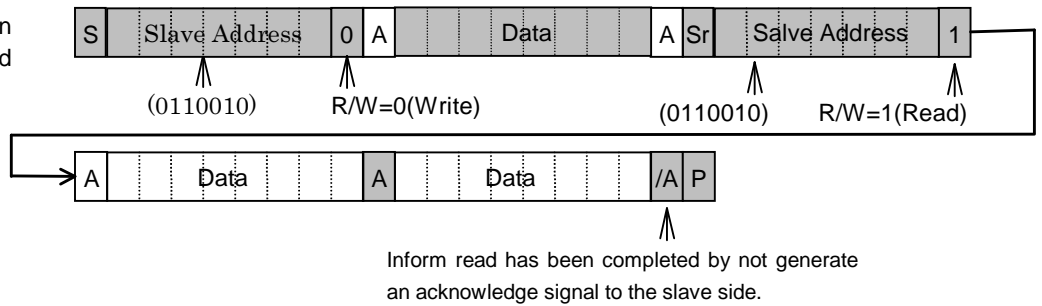 n
d
S Slave Address 0 A Data A Sr Salve Address 1
(0110010) R/W=0(Write) (0110010) R/W=1(Read)
A Data A Data /A P
Inform read has been completed by not generate
an acknowledge signal to the slave side.